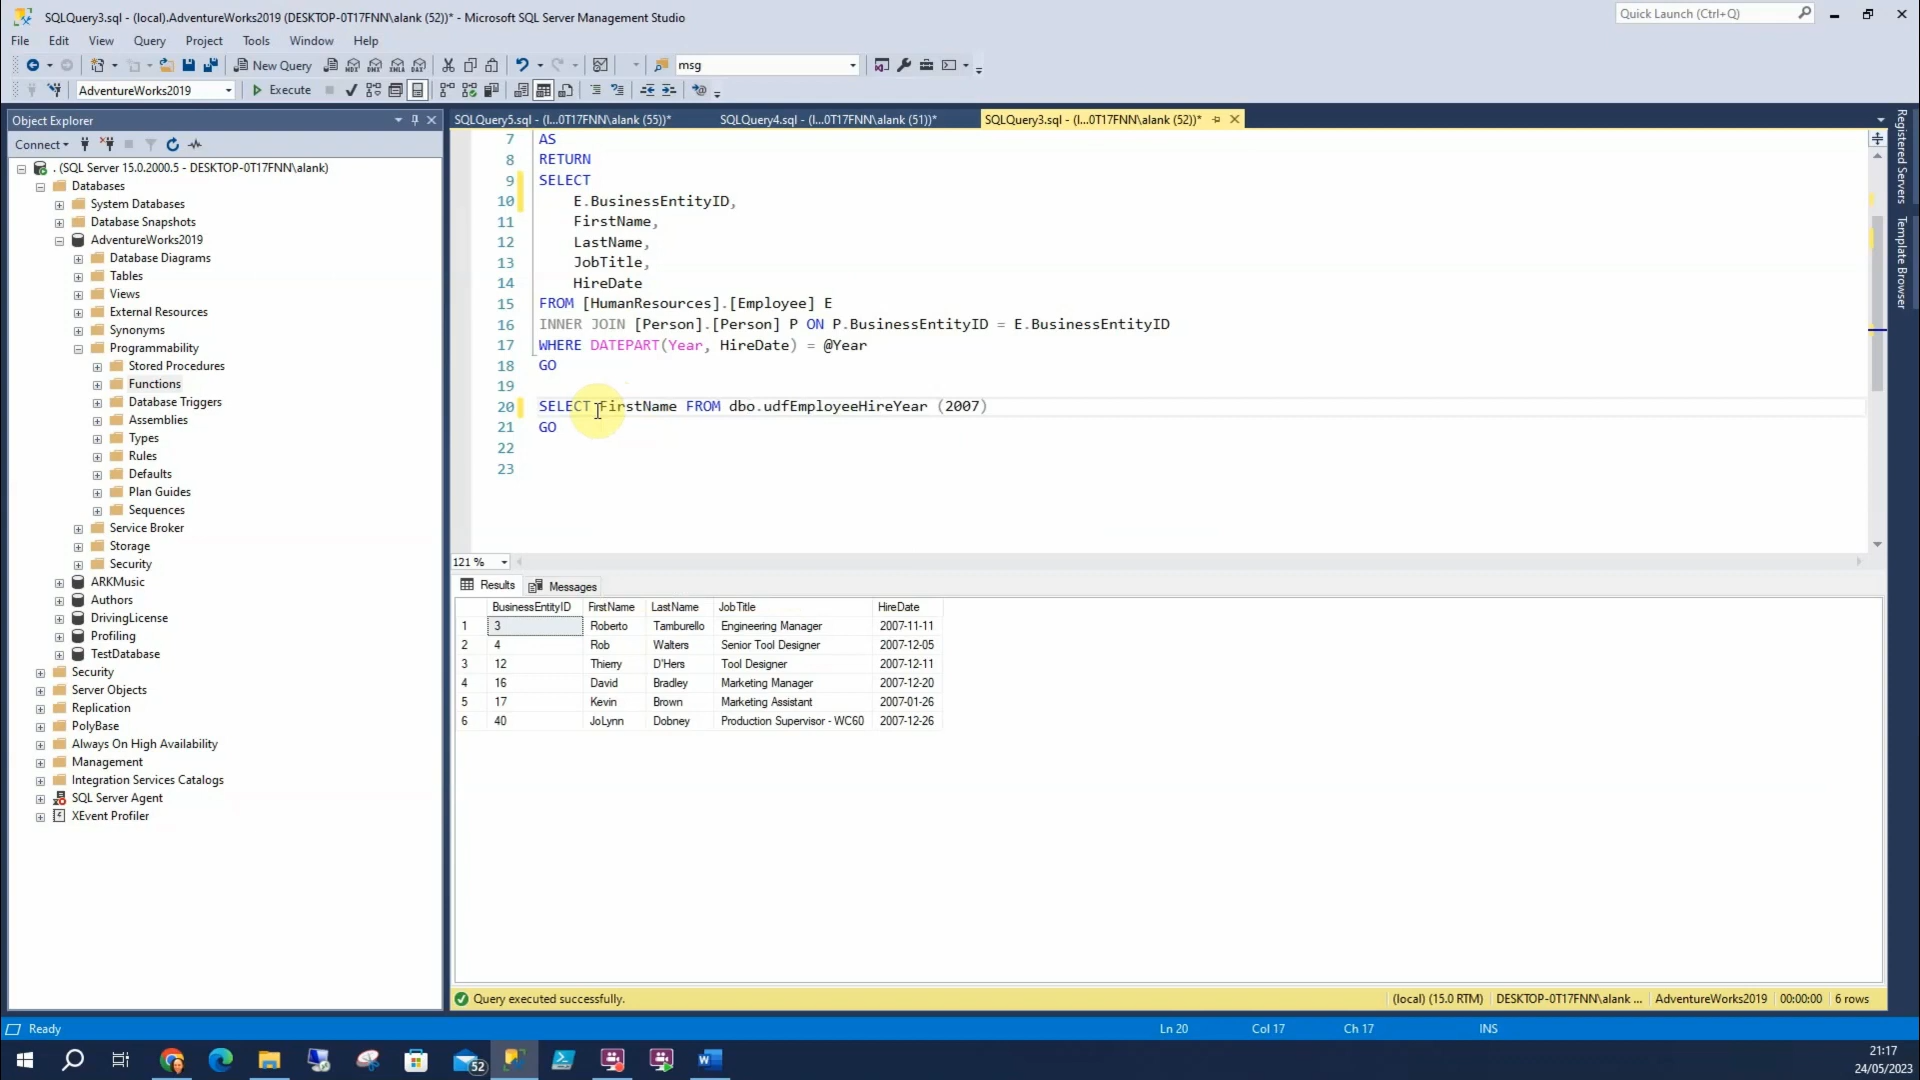 SQLQuery3.sql - (local).AdventureWorks2019 (DESKTOP-0T17FNN\alank (52))* - Microsoft SQL Server Management Studio
Quick Launch (Ctrl+Q)
File Edit View Query Project Tools Window Help
New Query
MDX DMX XMLA DAX
msg
AdventureWorks2019
Execute
Object Explorer
Connect
. (SQL Server 15.0.2000.5 - DESKTOP-0T17FNN\alank)
Databases
System Databases
Database Snapshots
AdventureWorks2019
Database Diagrams
Tables
Views
External Resources
Synonyms
Programmability
Stored Procedures
Functions
Database Triggers
Assemblies
Types
Rules
Defaults
Plan Guides
Sequences
Service Broker
Storage
Security
ARKMusic
Authors
DrivingLicense
Profiling
TestDatabase
Security
Server Objects
Replication
PolyBase
Always On High Availability
Management
Integration Services Catalogs
SQL Server Agent
XEvent Profiler
SQLQuery5.sql - (l...0T17FNN\alank (55))*
SQLQuery4.sql - (l...0T17FNN\alank (51))*
SQLQuery3.sql - (l...0T17FNN\alank (52))*
7 AS
8 RETURN
9 SELECT
10 E.BusinessEntityID,
11 FirstName,
12 LastName,
13 JobTitle,
14 HireDate
15 FROM [HumanResources].[Employee] E
16 INNER JOIN [Person].[Person] P ON P.BusinessEntityID = E.BusinessEntityID
17 WHERE DATEPART(Year, HireDate) = @Year
18 GO
19
20 SELECT FirstName FROM dbo.udfEmployeeHireYear (2007)
21 GO
22
23
121 %
Results Messages
BusinessEntityID FirstName LastName JobTitle HireDate
1 3 Roberto Tamburello Engineering Manager 2007-11-11
2 4 Rob Walters Senior Tool Designer 2007-12-05
3 12 Thierry D'Hers Tool Designer 2007-12-11
4 16 David Bradley Marketing Manager 2007-12-20
5 17 Kevin Brown Marketing Assistant 2007-01-26
6 40 JoLynn Dobney Production Supervisor - WC60 2007-12-26
Query executed successfully.
(local) (15.0 RTM) DESKTOP-0T17FNN\alank ... AdventureWorks2019 00:00:00 6 rows
Registered Servers
Template Browser
Ready
Ln 20 Col 17 Ch 17 INS
52
21:17
24/05/2023